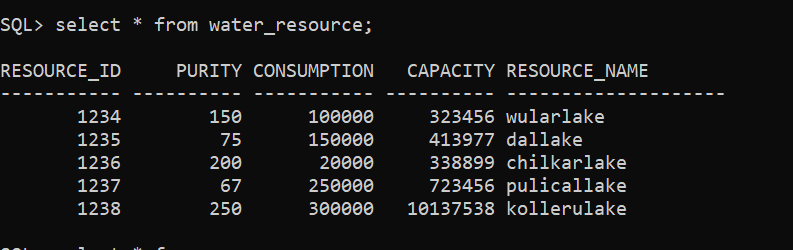 SQL> select * from water_resource;
RESOURCE_ID PURITY CONSUMPTION CAPACITY RESOURCE_NAME
----------- ---------- ----------- ---------- --------------------
1234 150 100000 323456 wularlake
1235 75 150000 413977 dallake
1236 200 20000 338899 chilkarlake
1237 67 250000 723456 pulicallake
1238 250 300000 10137538 kollerulake